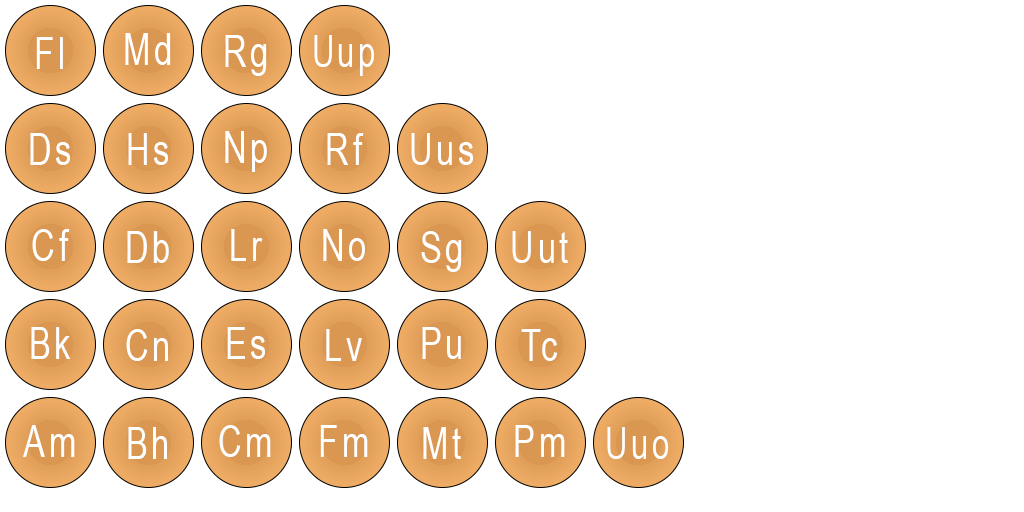 Fl Md Rg Uup
Ds Hs Np Rf Uus
Cf Db Lr No Sg Uut
Bk Cn Es Lv Pu Tc
Am Bh Cm Fm Mt Pm Uuo